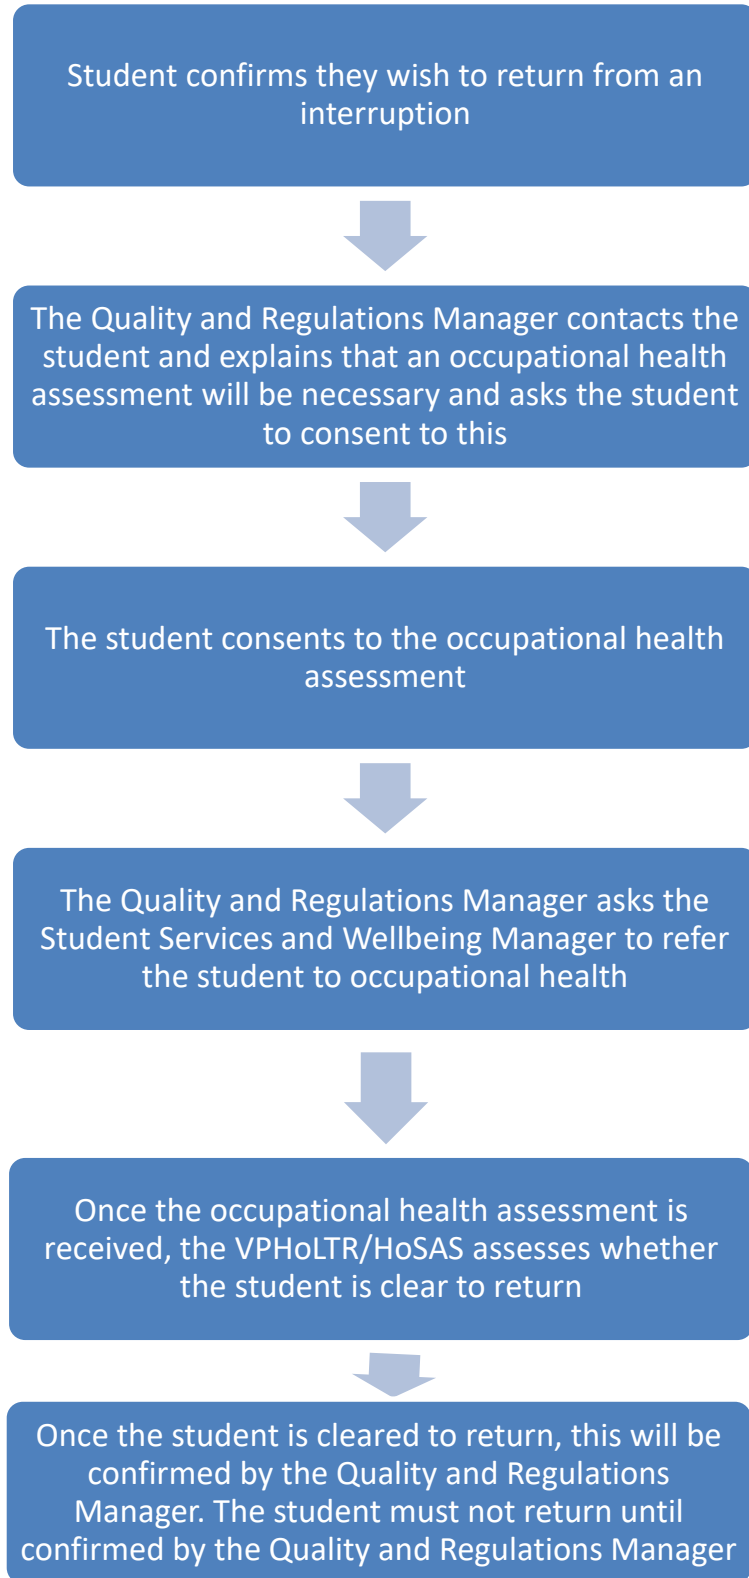 Student confirms they wish to return from an
interruption
The Quality and Regulations Manager contacts the
student and explains that an occupational health
assessment will be necessary and asks the student
to consent to this
The student consents to the occupational health
assessment
The Quality and Regulations Manager asks the
Student Services and Wellbeing Manager to refer
the student to occupational health
Once the occupational health assessment is
received, the VPHoLTR/HoSAS assesses whether
the student is clear to return
Once the student is cleared to return, this will be
confirmed by the Quality and Regulations
Manager. The student must not return until
confirmed by the Quality and Regulations Manager